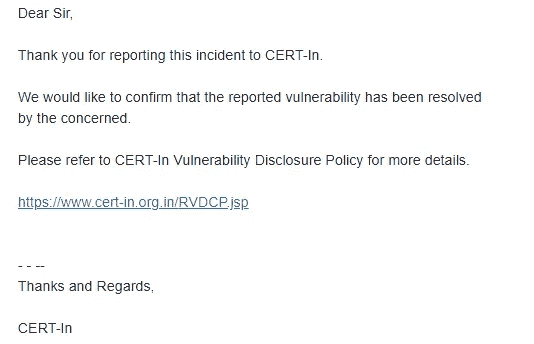 Dear Sir,
Thank you for reporting this incident to CERT-In.
We would like to confirm that the reported vulnerability has been resolved
by the concerned.
Please refer to CERT-In Vulnerability Disclosure Policy for more details.
https://www.cert-in.org.in/RVDCP.jsp
- - --
Thanks and Regards,
CERT-In